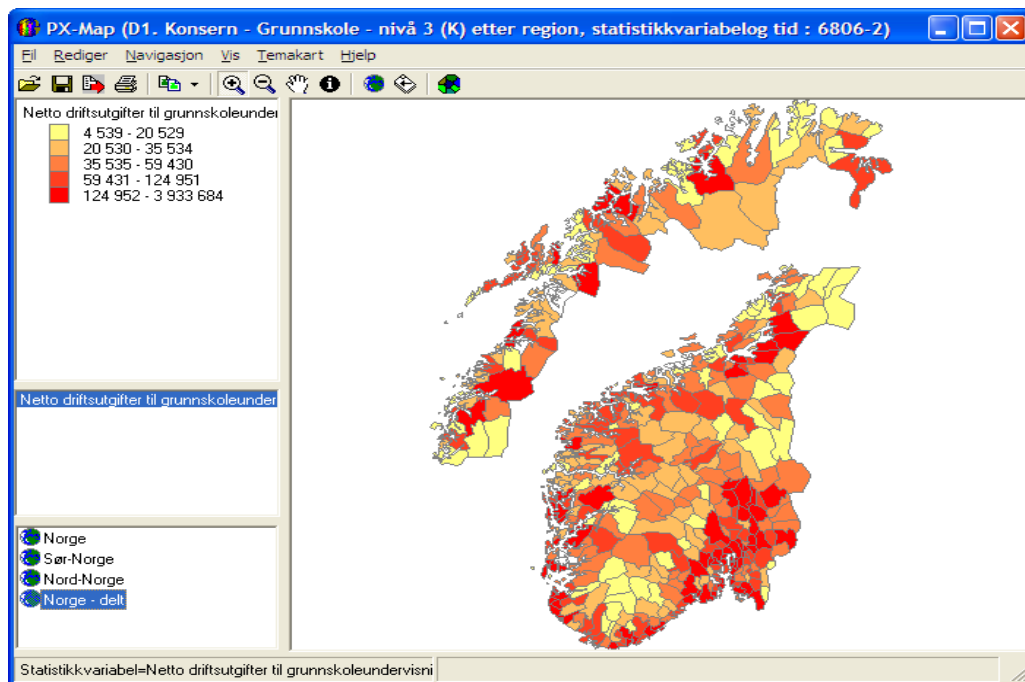 PX-Map (D1. Konsern - Grunnskole - nivå 3 (K) etter region, statistikkvariabelog tid : 6806-2)
Fil Rediger Navigasjon Vis Temakart Hjelp
Netto driftsutgifter til grunnskoleunder
4 539 - 20 529
20 530 - 35 534
35 535 - 59 430
59 431 - 124 951
124 952 - 3 933 684
Netto driftsutgifter til grunnskoleunder
Norge
Sør-Norge
Nord-Norge
Norge - delt
Statistikkvariabel=Netto driftsutgifter til grunnskoleundervisni